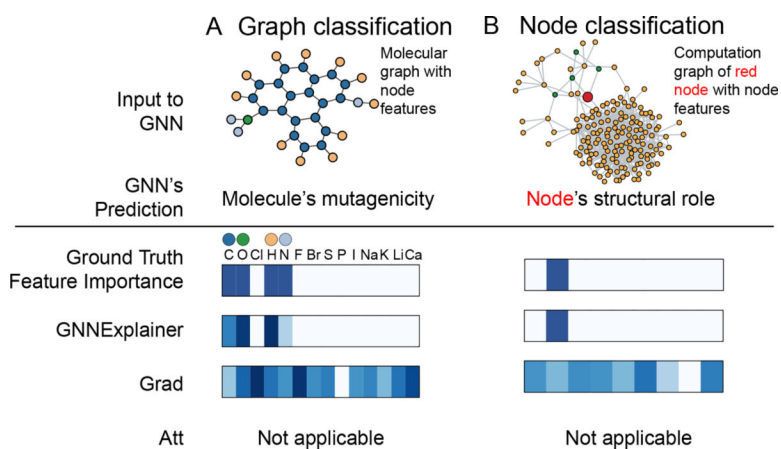 A Graph classification
B Node classification
Input to
GNN
Molecular
graph with
node
features
Computation
graph of red
node with node
features
GNN's
Prediction
Molecule's mutagenicity
Node's structural role
Ground Truth
Feature Importance
C O Cl H N F Br S P I Na K Li Ca
GNNExplainer
Grad
Att
Not applicable
Not applicable